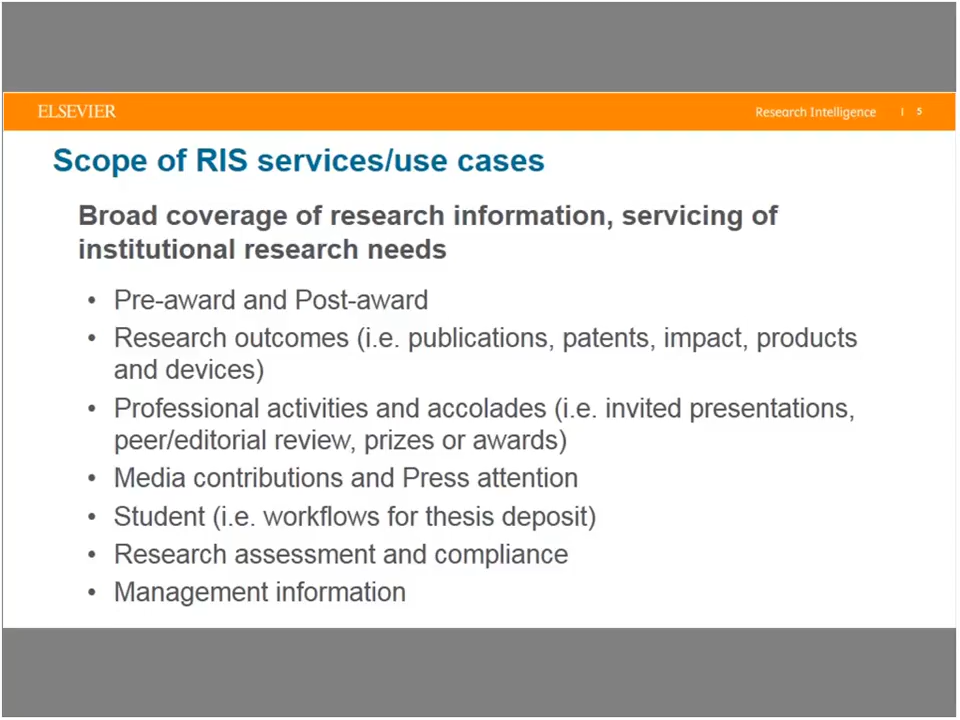 ELSEVIER
Research Intelligence | 5
Scope of RIS services/use cases
Broad coverage of research information, servicing of
institutional research needs
• Pre-award and Post-award
• Research outcomes (i.e. publications, patents, impact, products
and devices)
• Professional activities and accolades (i.e. invited presentations,
peer/editorial review, prizes or awards)
• Media contributions and Press attention
• Student (i.e. workflows for thesis deposit)
• Research assessment and compliance
• Management information